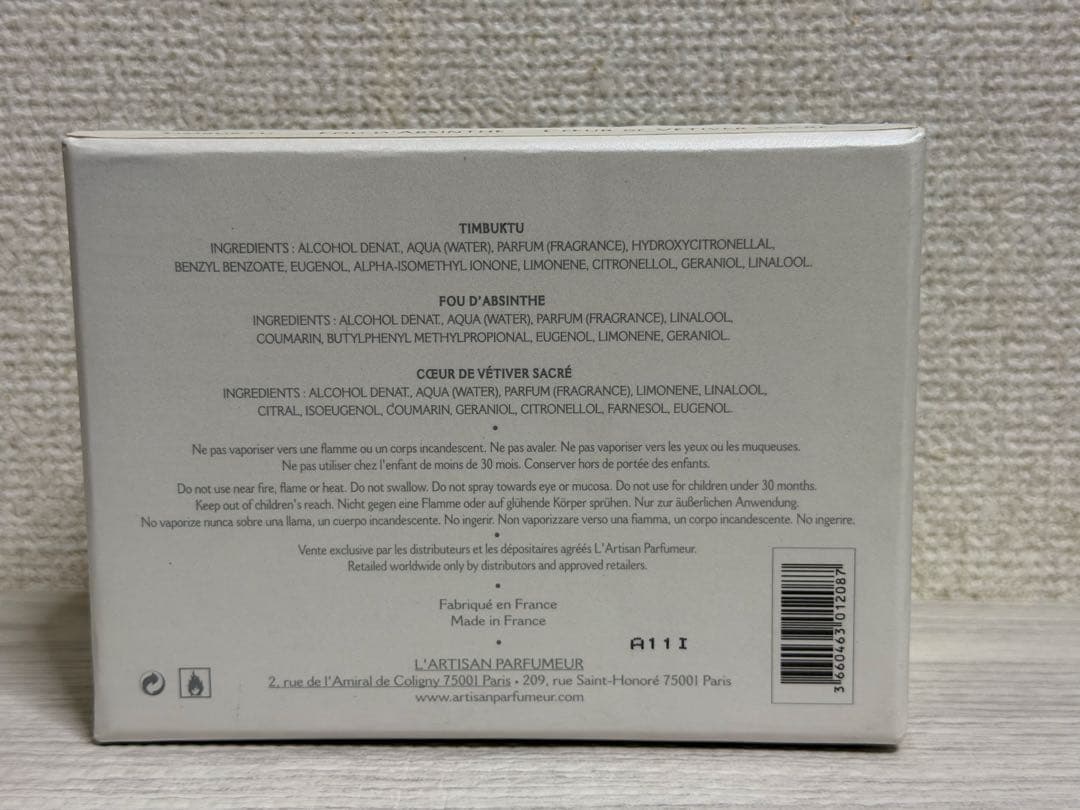 FOU D'ABSINTHE CŒUR DE VÉTIVER SACRÉ
TIMBUKTU
INGREDIENTS : ALCOHOL DENAT., AQUA (WATER), PARFUM (FRAGRANCE), HYDROXYCITRONELLAL,
BENZYL BENZOATE, EUGENOL, ALPHA-ISOMETHYL IONONE, LIMONENE, CITRONELLOL, GERANIOL, LINALOOL.
FOU D'ABSINTHE
INGREDIENTS : ALCOHOL DENAT., AQUA (WATER), PARFUM (FRAGRANCE), LINALOOL,
COUMARIN, BUTYLPHENYL METHYLPROPIONAL, EUGENOL, LIMONENE, GERANIOL.
CŒUR DE VÉTIVER SACRÉ
INGREDIENTS : ALCOHOL DENAT., AQUA (WATER), PARFUM (FRAGRANCE), LIMONENE, LINALOOL,
CITRAL, ISOEUGENOL, COUMARIN, GERANIOL, CITRONELLOL, FARNESOL, EUGENOL.
•
Ne pas vaporiser vers une flamme ou un corps incandescent. Ne pas avaler. Ne pas vaporiser vers les yeux ou les muqueuses.
Ne pas utiliser chez l'enfant de moins de 30 mois. Conserver hors de portée des enfants.
Do not use near fire, flame or heat. Do not swallow. Do not spray towards eye or mucosa. Do not use for children under 30 months.
Keep out of children's reach. Nicht gegen eine Flamme oder auf glühende Körper sprühen. Nur zur äußerlichen Anwendung.
No vaporize nunca sobre una llama, un cuerpo incandescente. No ingerir. Non vaporizzare verso una fiamma, un corpo incandescente. No ingerire.
•
Vente exclusive par les distributeurs et les dépositaires agréés L'Artisan Parfumeur.
Retailed worldwide only by distributors and approved retailers.
•
Fabriqué en France
Made in France
•
A11I
L'ARTISAN PARFUMEUR
2, rue de l'Amiral de Coligny 75001 Paris • 209, rue Saint-Honoré 75001 Paris
www.artisanparfumeur.com
3 660463 012087